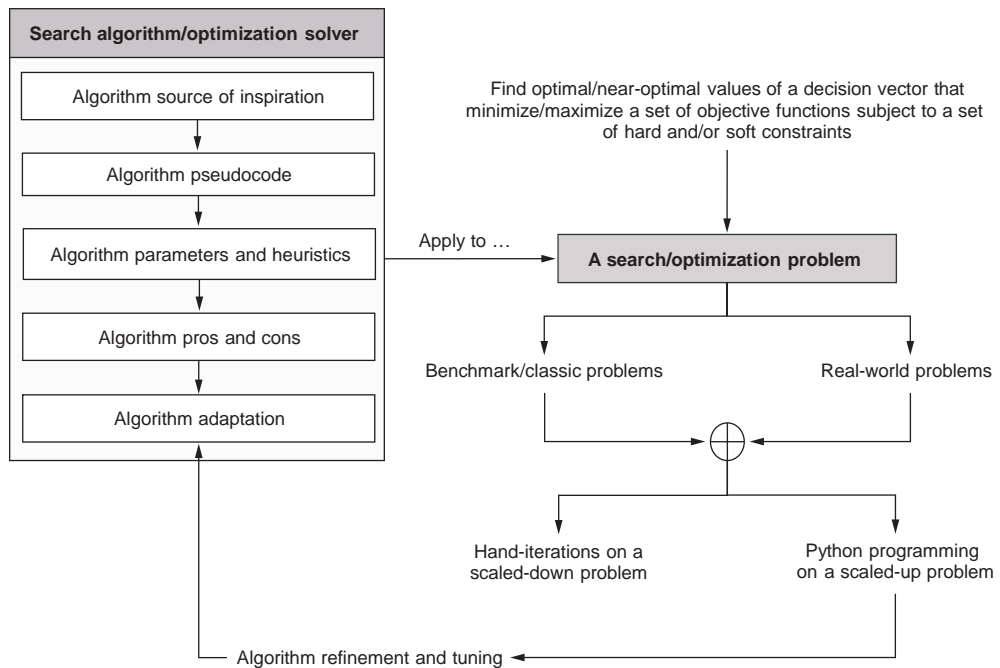 Search algorithm/optimization solver
Algorithm source of inspiration
Algorithm pseudocode
Algorithm parameters and heuristics
Algorithm pros and cons
Algorithm adaptation
Apply to …
Find optimal/near-optimal values of a decision vector that
minimize/maximize a set of objective functions subject to a set
of hard and/or soft constraints
A search/optimization problem
Benchmark/classic problems
Real-world problems
Hand-iterations on a
scaled-down problem
Python programming
on a scaled-up problem
Algorithm refinement and tuning